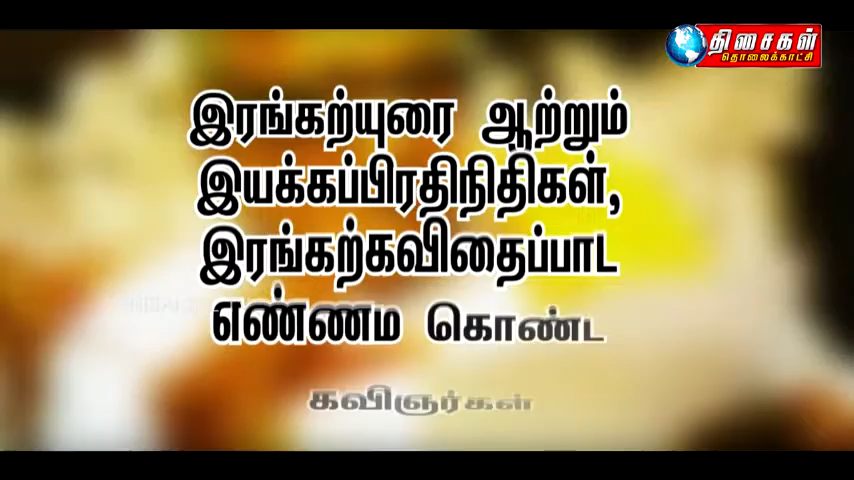 திசைகள்
தொலைக்காட்சி
இரங்கற்யுரை ஆற்றும்
இயக்கப்பிரதிநிதிகள்,
இரங்கற்கவிதைப்பாட
எண்ணம கொண்ட
கவிஞர்கள்